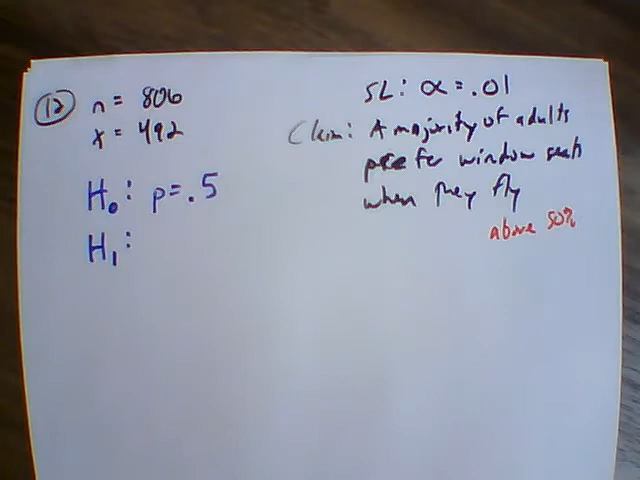 12
n = 806
x = 492
H₀: p = .5
H₁:
SL: α = .01
Claim: A majority of adults
prefer window seats
when they fly
above 50%